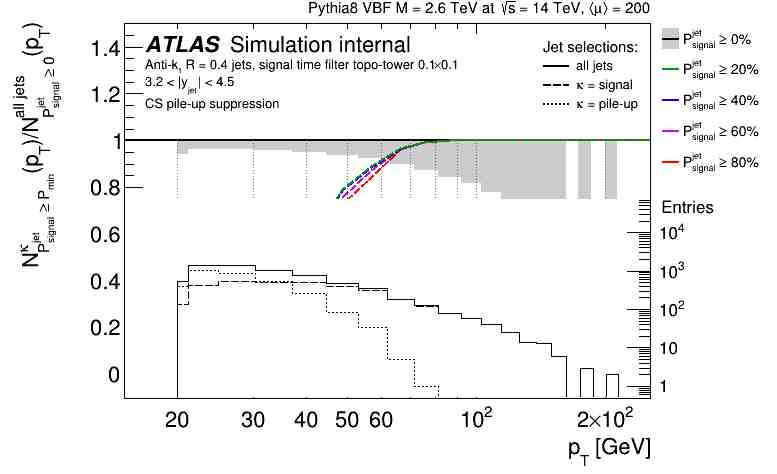 Pythia8 VBF M = 2.6 TeV at √s = 14 TeV, ⟨μ⟩ = 200
ATLAS Simulation internal
Anti-k_t R = 0.4 jets, signal time filter topo-tower 0.1×0.1
3.2 < |y_jet| < 4.5
CS pile-up suppression
Jet selections:
all jets
κ = signal
κ = pile-up
P^jet_signal ≥ 0%
P^jet_signal ≥ 20%
P^jet_signal ≥ 40%
P^jet_signal ≥ 60%
P^jet_signal ≥ 80%
N^κ_{P^jet_signal ≥ P_min}(p_T)/N^{all jets}_{P^jet_signal ≥ 0}(p_T)
1.4
1.2
1
0.8
0.6
0.4
0.2
0
Entries
10^4
10^3
10^2
10
1
20 30 40 50 60 10^2 2×10^2
p_T [GeV]